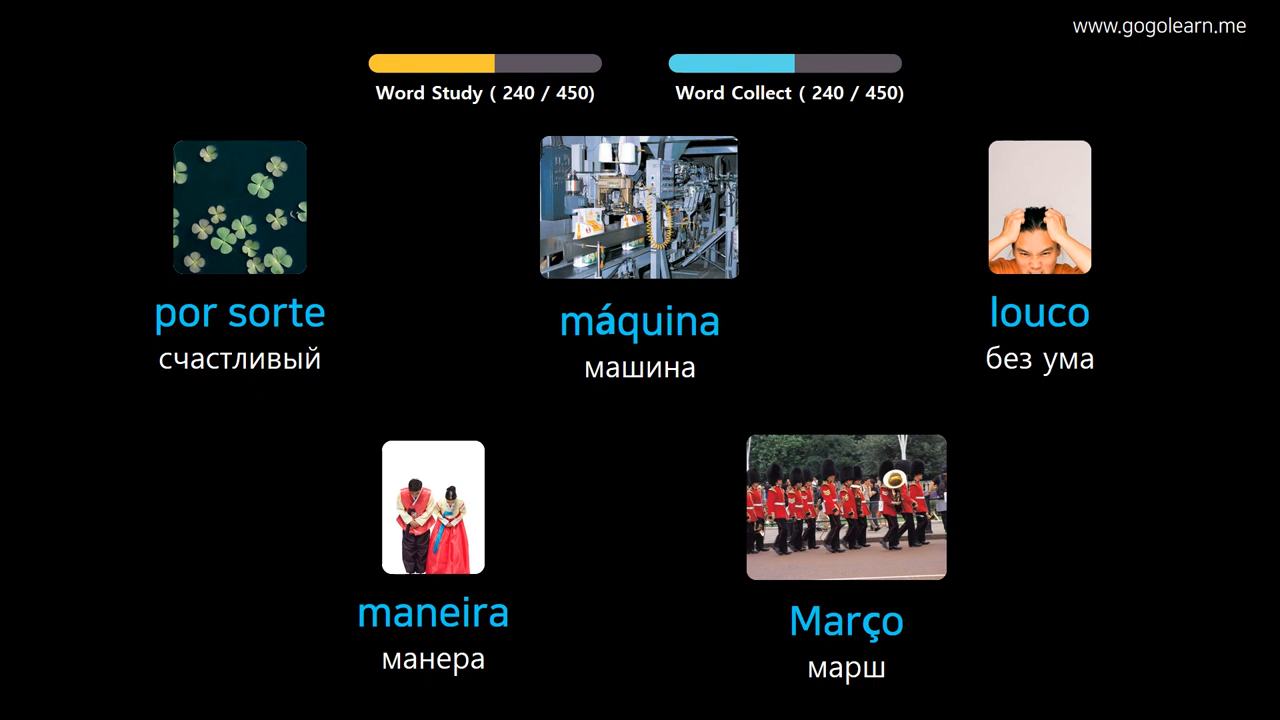 www.gogolearn.me
Word Study ( 240 / 450)
Word Collect ( 240 / 450)
por sorte
счастливый
máquina
машина
louco
без ума
maneira
манера
Março
марш